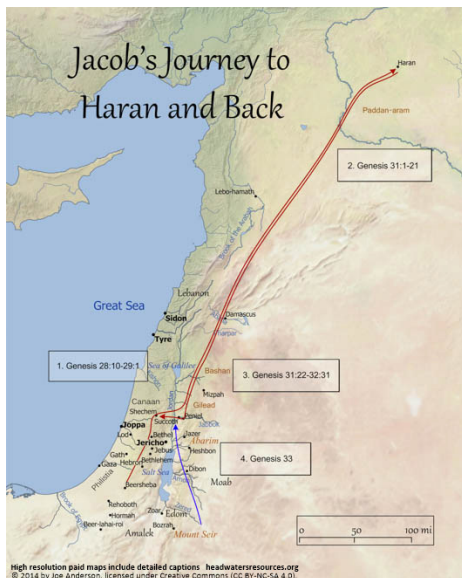 Jacob's Journey to
Haran and Back
Haran
Paddan-aram
2. Genesis 31:1-21
Lebo-hamath
Great Sea
Lebanon
Sidon
Damascus
Tyre
1. Genesis 28:10-29:1
Sea of Galilee
Bashan
3. Genesis 31:22-32:31
Mizpah
Canaan
Gilead
Shechem
Succoth
Peniel
Jordan
Jabbok
Joppa
Lod
Bethel
Jazer
Abarim
Jericho
Gath
Jebus
Heshbon
4. Genesis 33
Gaza
Hebron
Bethlehem
Philistia
Salt Sea
Dibon
Moab
Beersheba
Rehoboth
Hormah
Zoar
Edom
Beer-lahai-roi
Amalek
Bozrah
Mount Seir
0 50 100 mi
High resolution paid maps include detailed captions headwatersresources.org
© 2014 by Joe Anderson, licensed under Creative Commons (CC BY-NC-SA 4.0).